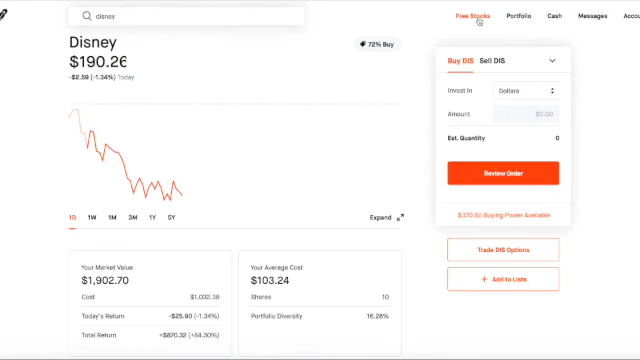 disney
Free Stocks Portfolio Cash Messages Accou
Disney
$190.26
-$2.59 (-1.34%) Today
72% Buy
Buy DIS Sell DIS
Invest In Dollars
Amount $0.00
Est. Quantity 0
Review Order
$370.62 Buying Power Available
1D 1W 1M 3M 1Y 5Y Expand
Trade DIS Options
+ Add to Lists
Your Market Value
$1,902.70
Cost $1,032.38
Today's Return -$25.90 (-1.34%)
Total Return +$870.32 (+84.30%)
Your Average Cost
$103.24
Shares 10
Portfolio Diversity 16.28%